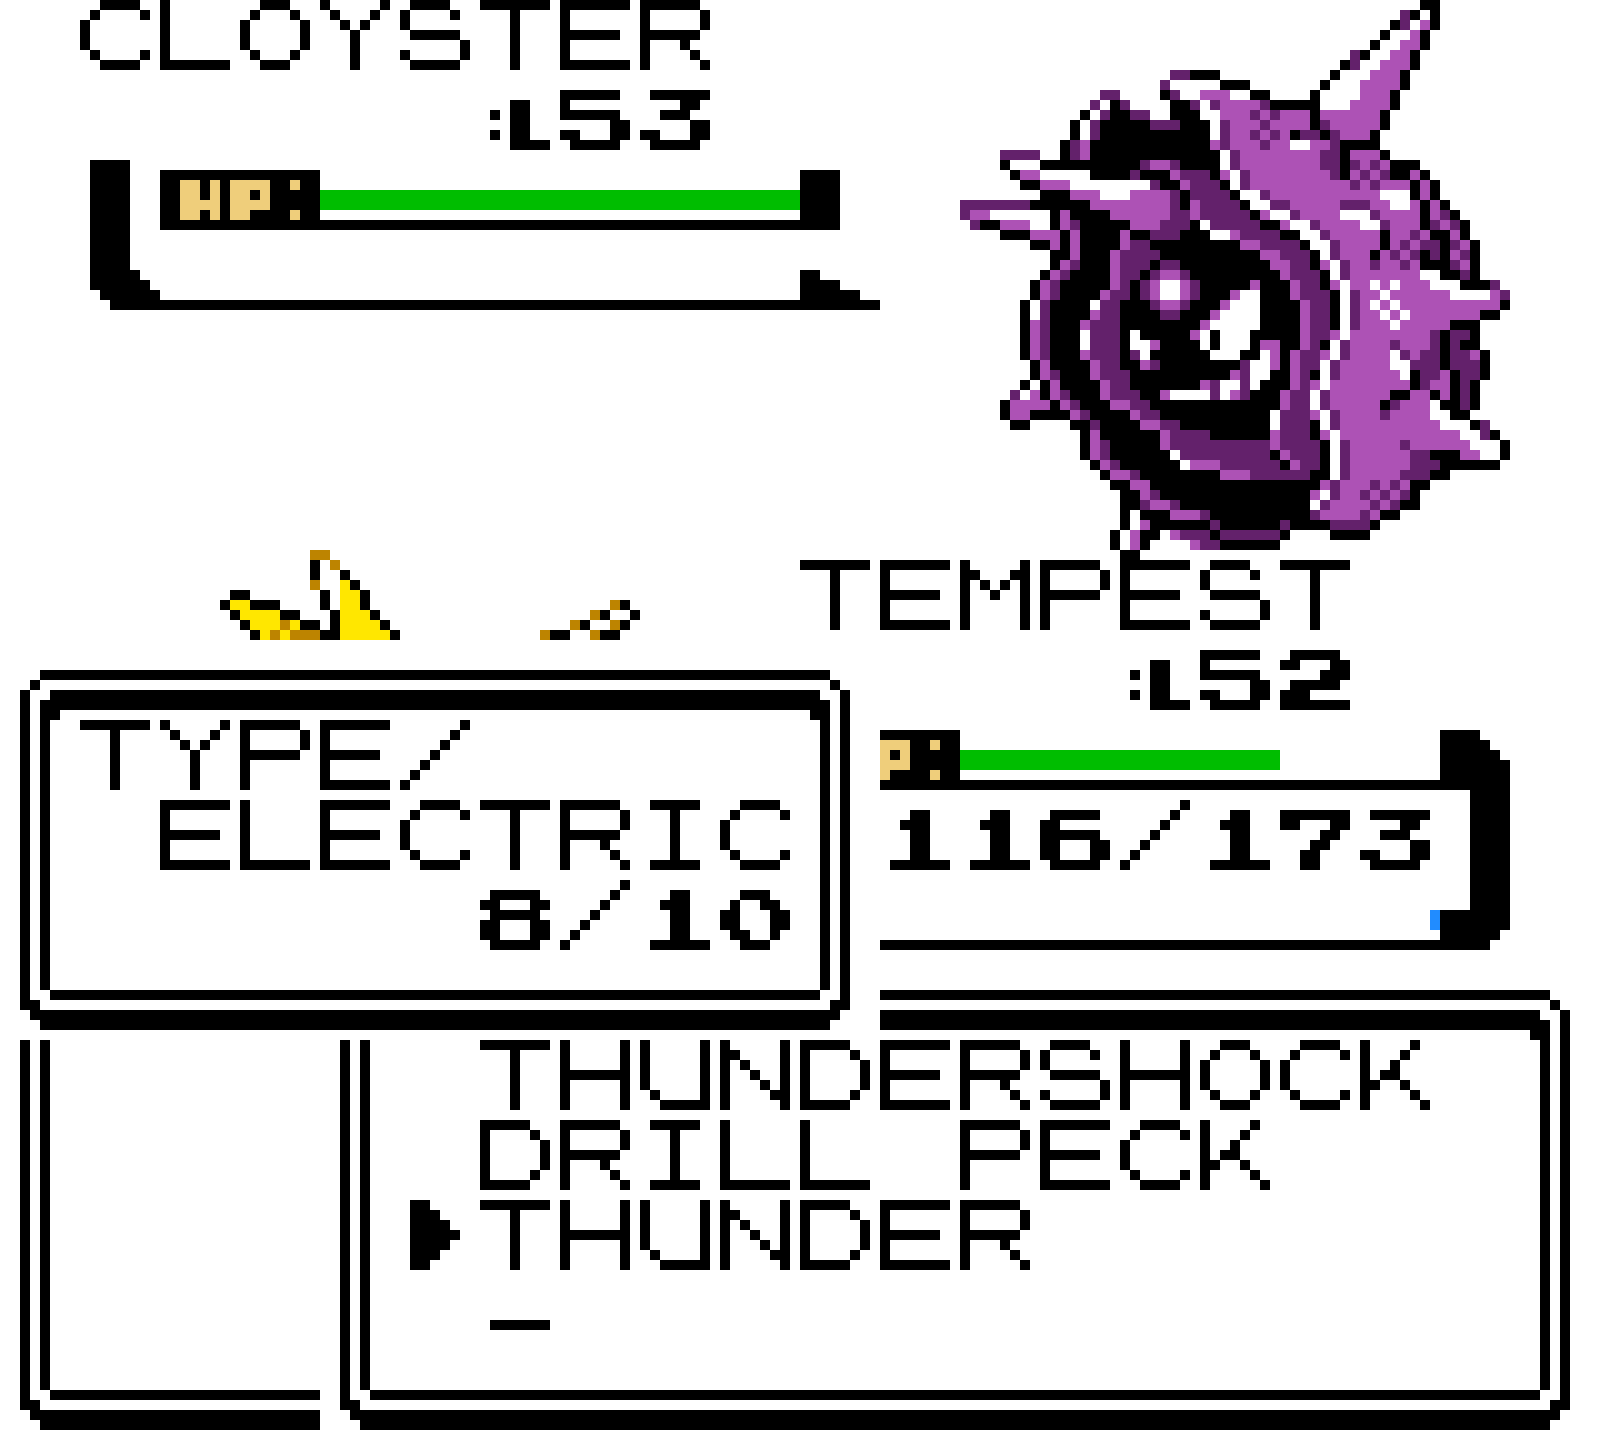 CLOYSTER
:L53
HP:
TEMPEST
:L52
P:
116/173
TYPE/
ELECTRIC
8/10
THUNDERSHOCK
DRILL PECK
▶THUNDER
—